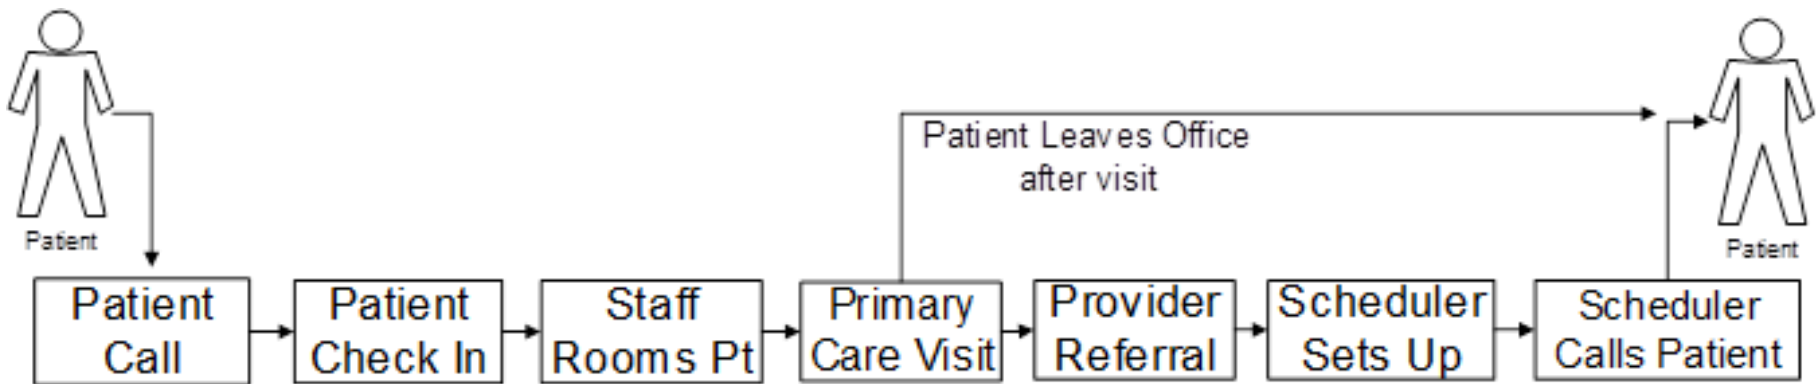 Patient
Patient Leaves Office
after visit
Patient
Patient
Call
Patient
Check In
Staff
Rooms Pt
Primary
Care Visit
Provider
Referral
Scheduler
Sets Up
Scheduler
Calls Patient